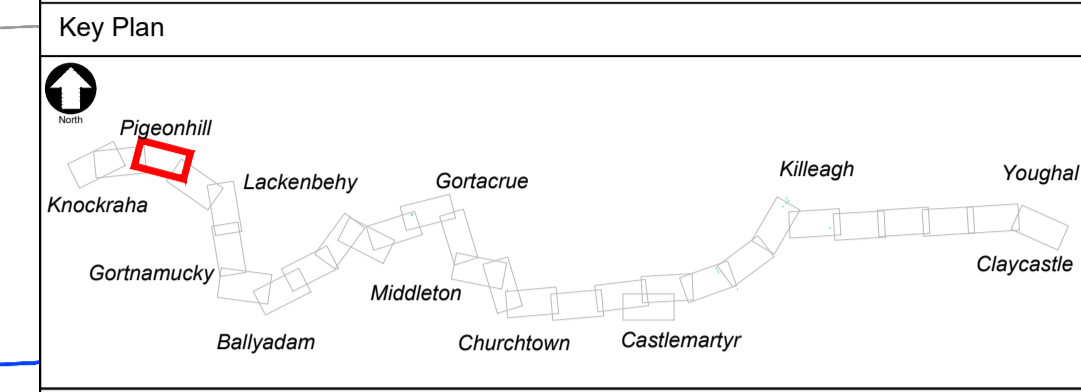 Key Plan
North
Pigeonhill
Knockraha
Lackenbehy
Gortacrue
Killeagh
Youghal
Gortnamucky
Middleton
Claycastle
Ballyadam
Churchtown
Castlemartyr